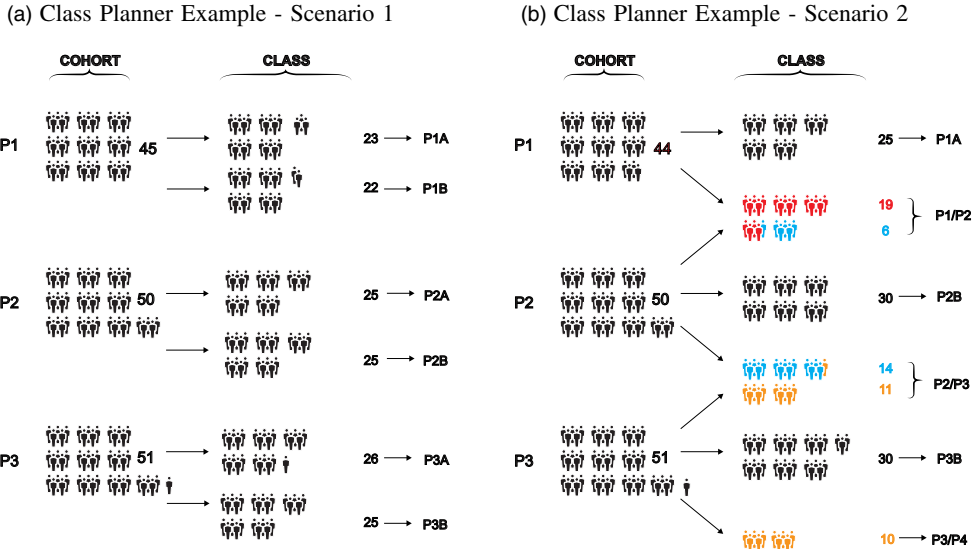 (a) Class Planner Example - Scenario 1
COHORT CLASS
P1 45
23 P1A
22 P1B
P2 50
25 P2A
25 P2B
P3 51
26 P3A
25 P3B
(b) Class Planner Example - Scenario 2
COHORT CLASS
P1 44
25 P1A
19
6
P1/P2
P2 50
30 P2B
14
11
P2/P3
P3 51
30 P3B
10 P3/P4